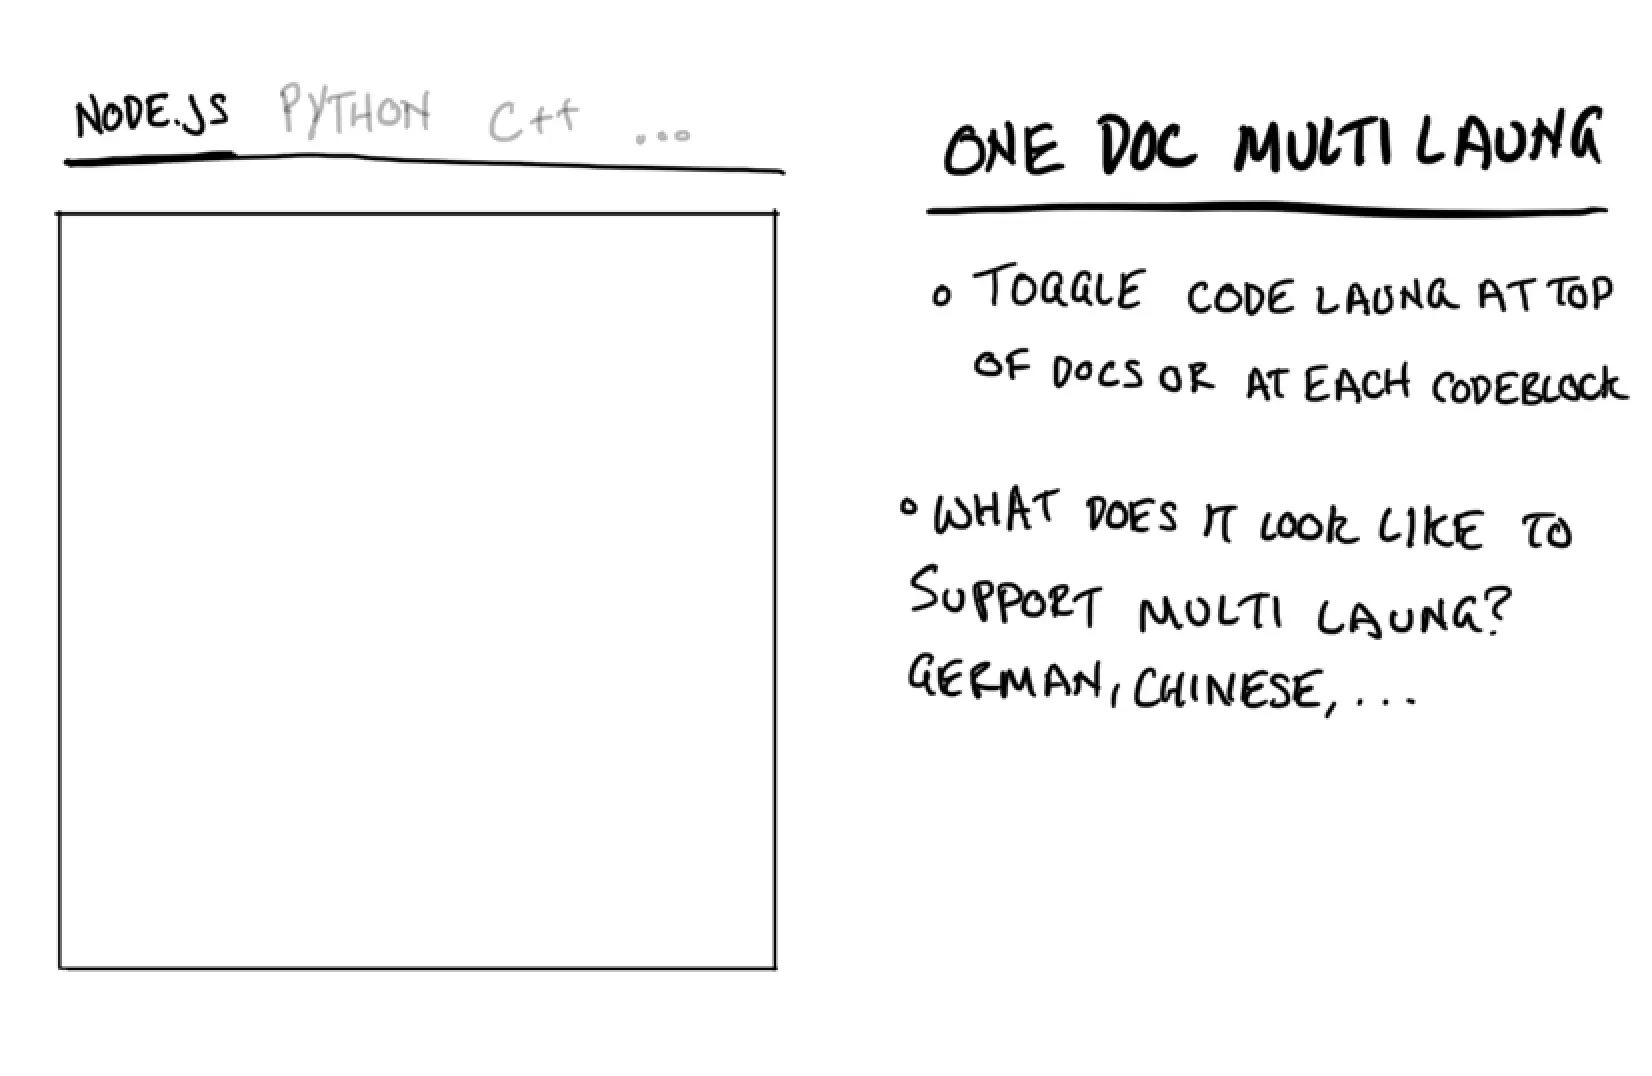 NODE.JS PYTHON C++ ...
ONE DOC MULTI LAUNG
TOGGLE CODE LAUNG AT TOP
OF DOCS OR AT EACH CODEBLOCK
WHAT DOES IT LOOK LIKE TO
SUPPORT MULTI LAUNG?
GERMAN, CHINESE, ...